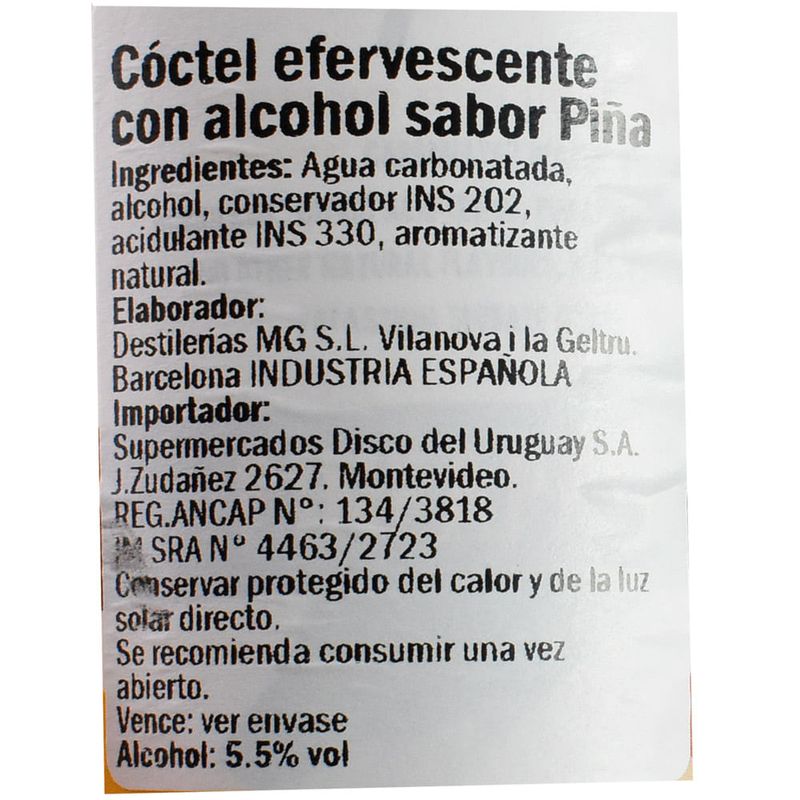 Cóctel efervescente
con alcohol sabor Piña
Ingredientes: Agua carbonatada,
alcohol, conservador INS 202,
acidulante INS 330, aromatizante
natural.
Elaborador:
Destilerías MG S.L. Vilanova i la Geltru.
Barcelona INDUSTRIA ESPAÑOLA
Importador:
Supermercados Disco del Uruguay S.A.
J.Zudañez 2627. Montevideo.
REG.ANCAP N°: 134/3818
IM SRA N° 4463/2723
Conservar protegido del calor y de la luz
solar directo.
Se recomienda consumir una vez
abierto.
Vence: ver envase
Alcohol: 5.5% vol